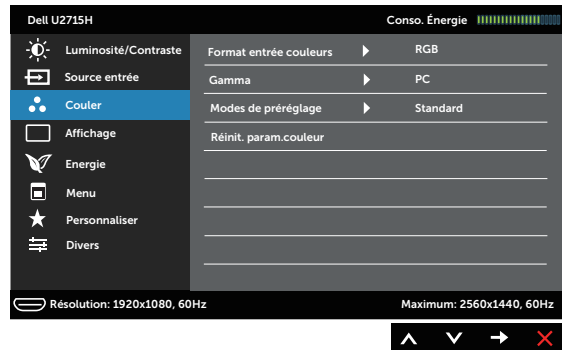 Dell U2715H Conso. Énergie
Luminosité/Contraste
Source entrée
Couler
Affichage
Energie
Menu
Personnaliser
Divers
Format entrée couleurs RGB
Gamma PC
Modes de préréglage Standard
Réinit. param.couleur
Résolution: 1920x1080, 60Hz Maximum: 2560x1440, 60Hz